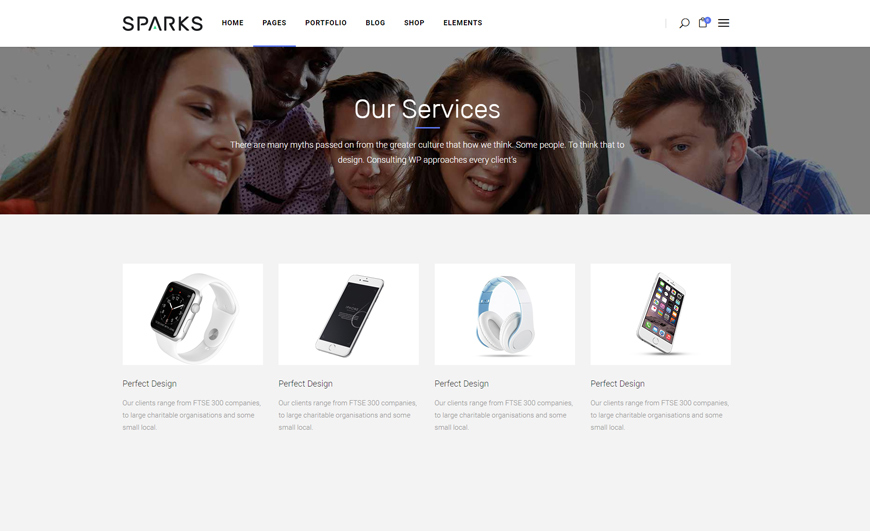 SPARKS HOME PAGES PORTFOLIO BLOG SHOP ELEMENTS
Our Services
There are many myths passed on from the greater culture that how we think. Some people. To think that to
design. Consulting WP approaches every client's
Perfect Design
Our clients range from FTSE 300 companies,
to large charitable organisations and some
small local.
Perfect Design
Our clients range from FTSE 300 companies,
to large charitable organisations and some
small local.
Perfect Design
Our clients range from FTSE 300 companies,
to large charitable organisations and some
small local.
Perfect Design
Our clients range from FTSE 300 companies,
to large charitable organisations and some
small local.